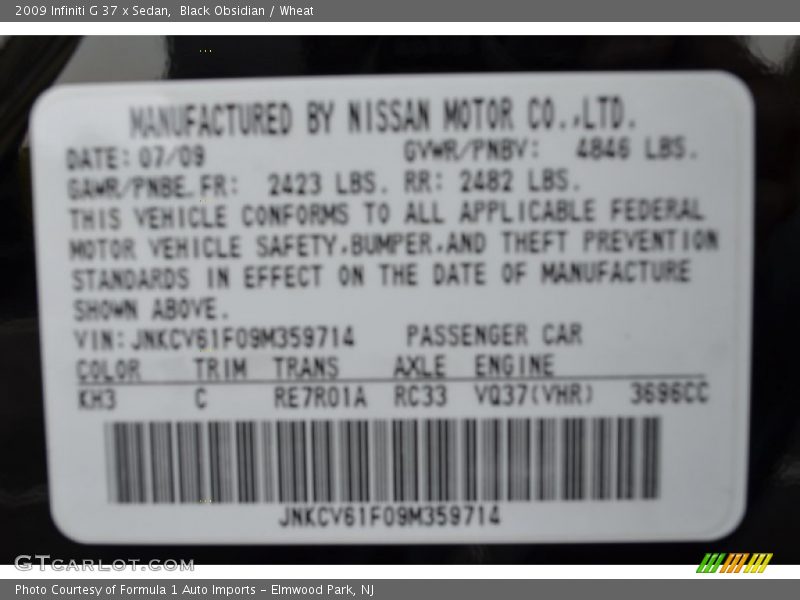 2009 Infiniti G 37 x Sedan,  Black Obsidian / Wheat
MANUFACTURED BY NISSAN MOTOR CO.,LTD.
DATE: 07/09 GVWR/PNBV: 4846 LBS.
GAWR/PNBE.FR: 2423 LBS. RR: 2482 LBS.
THIS VEHICLE CONFORMS TO ALL APPLICABLE FEDERAL
MOTOR VEHICLE SAFETY,BUMPER,AND THEFT PREVENTION
STANDARDS IN EFFECT ON THE DATE OF MANUFACTURE
SHOWN ABOVE.
VIN: JNKCV61F09M359714 PASSENGER CAR
COLOR TRIM TRANS AXLE ENGINE
KH3 C RE7R01A RC33 VQ37(VHR) 3696CC
JNKCV61F09M359714
GTCarLot.com
Photo Courtesy of Formula 1 Auto Imports – Elmwood Park, NJ